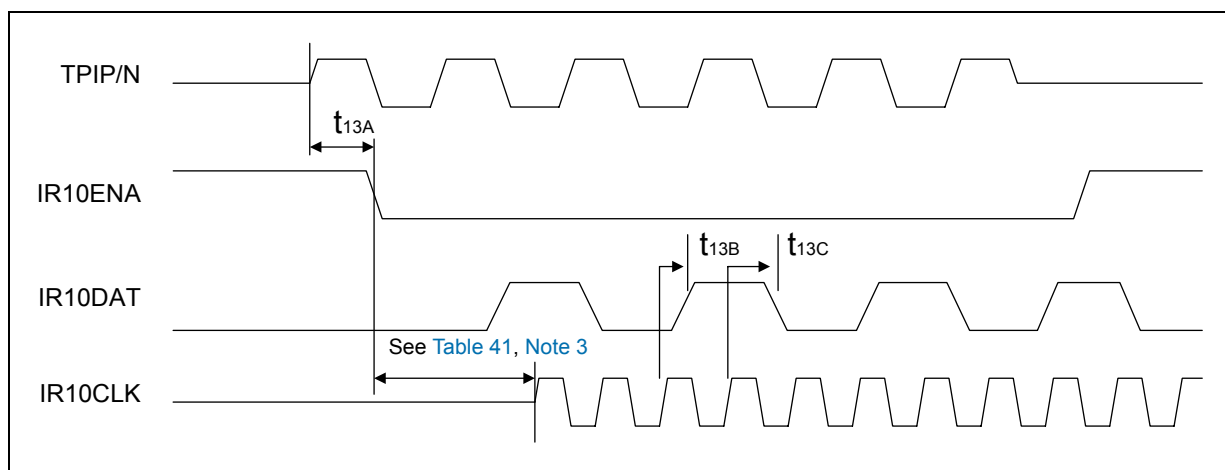 TPIP/N
t13A
IR10ENA
t13B
t13C
IR10DAT
See Table 41, Note 3
IR10CLK